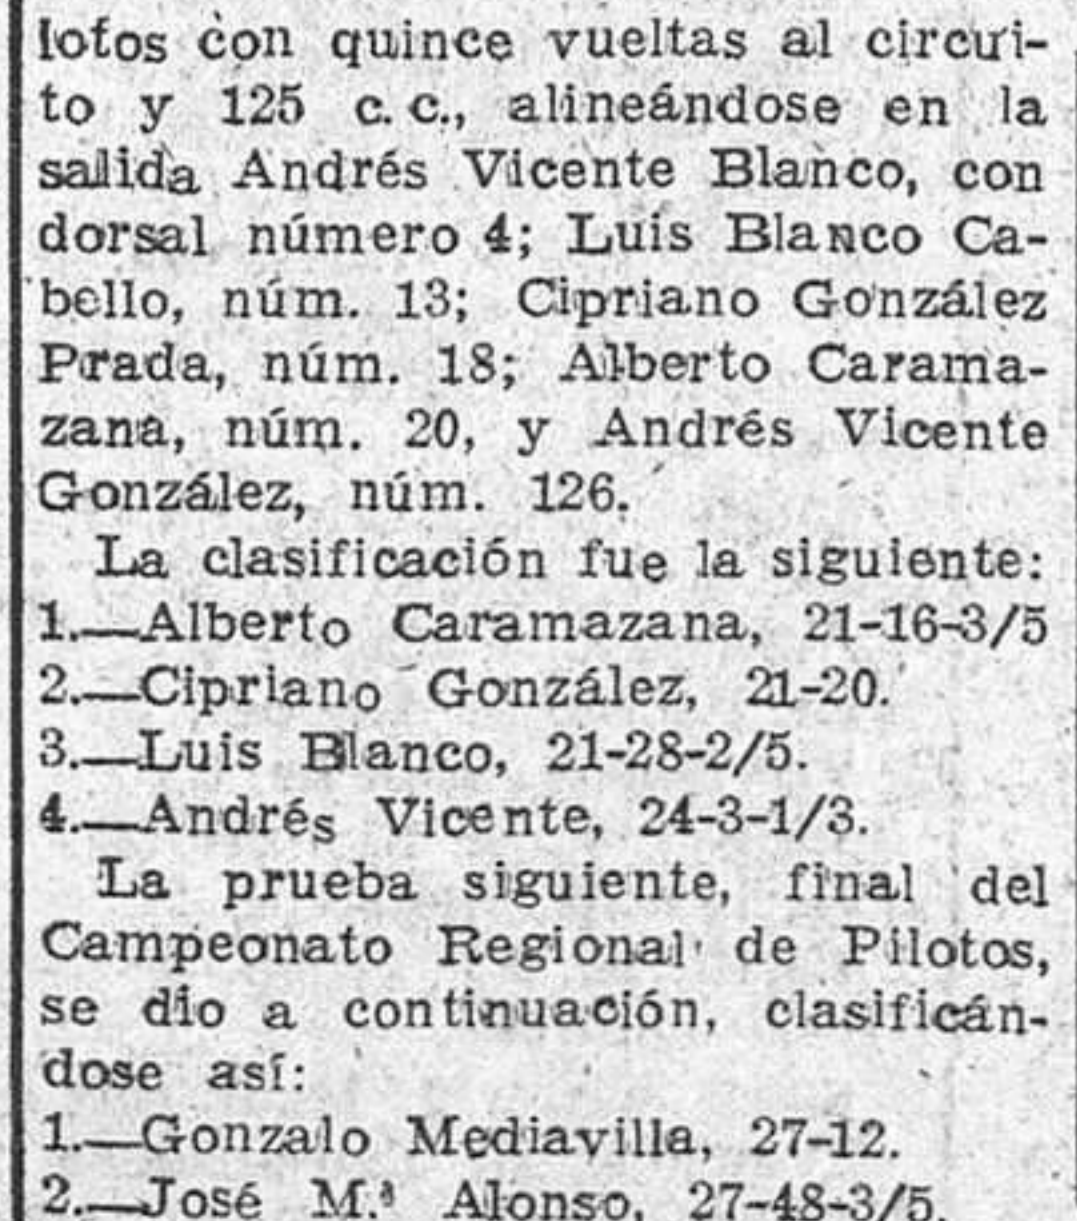 lotos con quince vueltas al circui-
to y 125 c. c., alineándose en la
salida Andrés Vicente Blanco, con
dorsal número 4; Luis Blanco Ca-
bello, núm. 13; Cipriano González
Prada, núm. 18; Alberto Carama-
zana, núm. 20, y Andrés Vicente
González, núm. 126.
La clasificación fue la siguiente:
1.—Alberto Caramazana, 21-16-3/5
2.—Cipriano González, 21-20.
3.—Luis Blanco, 21-28-2/5.
4.—Andrés Vicente, 24-3-1/3.
La prueba siguiente, final del
Campeonato Regional de Pilotos,
se dio a continuación, clasificán-
dose así:
1.—Gonzalo Mediavilla, 27-12.
2.—José M.ª Alonso, 27-48-3/5.